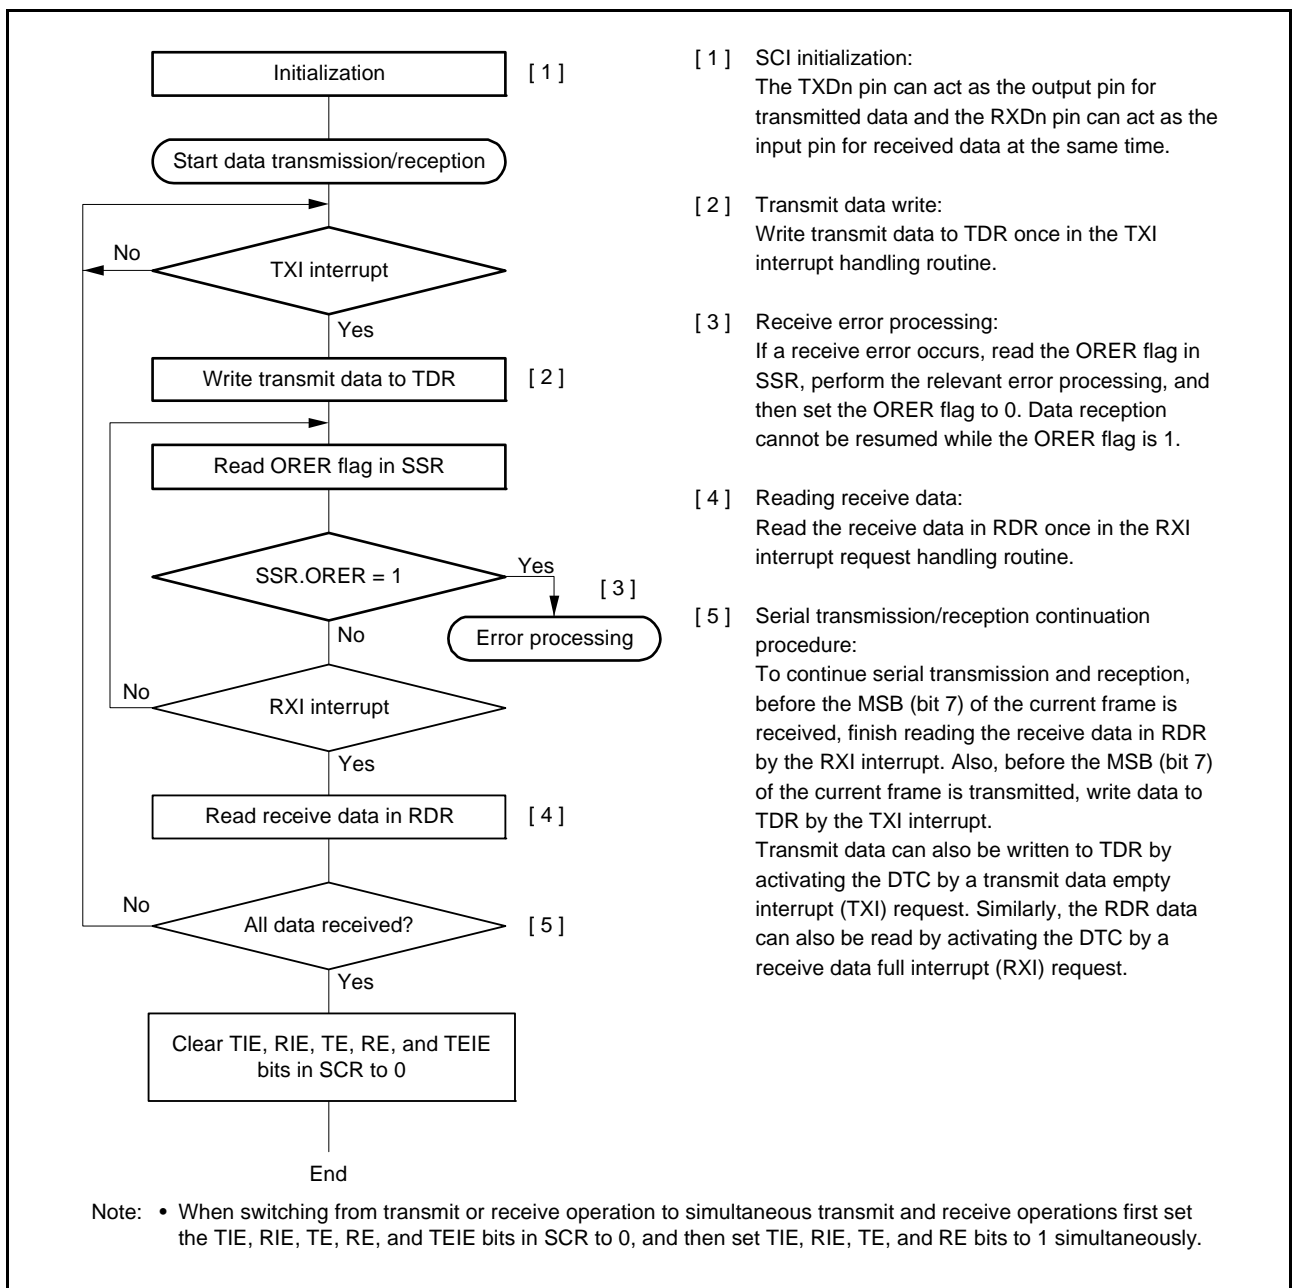 Initialization
[ 1 ]
Start data transmission/reception
No
TXI interrupt
Yes
Write transmit data to TDR
[ 2 ]
Read ORER flag in SSR
SSR.ORER = 1
Yes
[ 3 ]
Error processing
No
No
RXI interrupt
Yes
Read receive data in RDR
[ 4 ]
No
All data received?
[ 5 ]
Yes
Clear TIE, RIE, TE, RE, and TEIE
bits in SCR to 0
End
[ 1 ] SCI initialization:
The TXDn pin can act as the output pin for
transmitted data and the RXDn pin can act as the
input pin for received data at the same time.
[ 2 ] Transmit data write:
Write transmit data to TDR once in the TXI
interrupt handling routine.
[ 3 ] Receive error processing:
If a receive error occurs, read the ORER flag in
SSR, perform the relevant error processing, and
then set the ORER flag to 0. Data reception
cannot be resumed while the ORER flag is 1.
[ 4 ] Reading receive data:
Read the receive data in RDR once in the RXI
interrupt request handling routine.
[ 5 ] Serial transmission/reception continuation
procedure:
To continue serial transmission and reception,
before the MSB (bit 7) of the current frame is
received, finish reading the receive data in RDR
by the RXI interrupt. Also, before the MSB (bit 7)
of the current frame is transmitted, write data to
TDR by the TXI interrupt.
Transmit data can also be written to TDR by
activating the DTC by a transmit data empty
interrupt (TXI) request. Similarly, the RDR data
can also be read by activating the DTC by a
receive data full interrupt (RXI) request.
Note: • When switching from transmit or receive operation to simultaneous transmit and receive operations first set
the TIE, RIE, TE, RE, and TEIE bits in SCR to 0, and then set TIE, RIE, TE, and RE bits to 1 simultaneously.